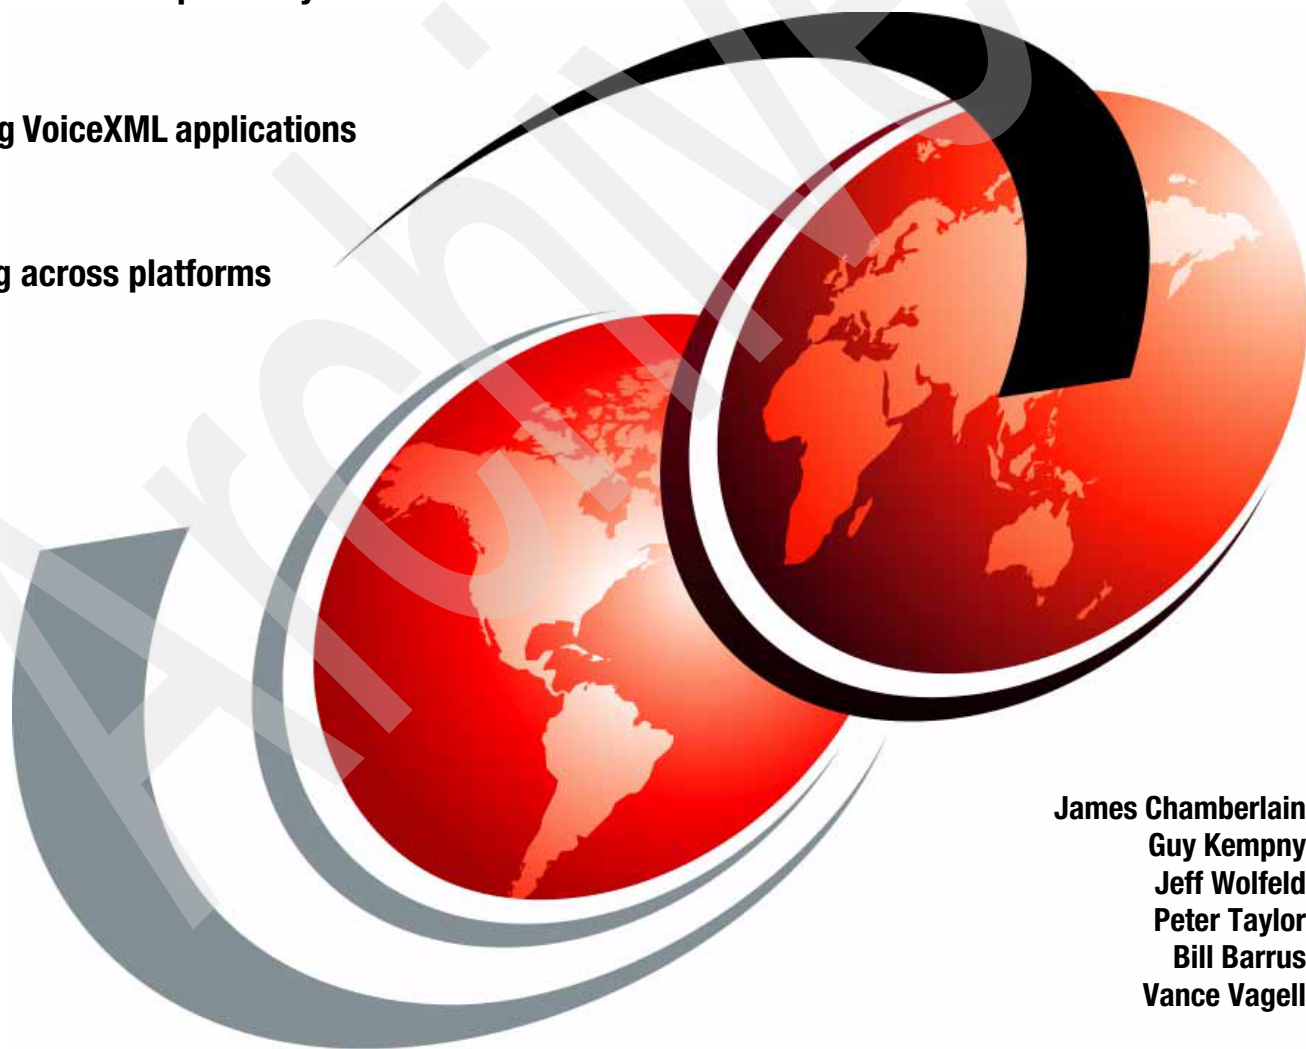 g VoiceXML applications
g across platforms
James Chamberlain
Guy Kempny
Jeff Wolfeld
Peter Taylor
Bill Barrus
Vance Vagell